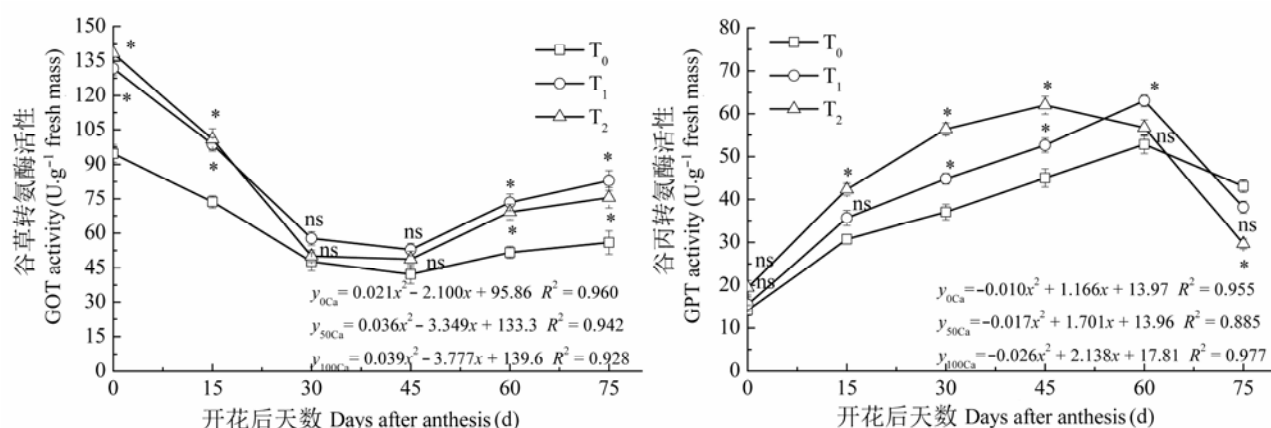 谷草转氨酶活性
GOT activity (U·g⁻¹ fresh mass)
150
135
120
105
90
75
60
45
30
15
0
T₀
T₁
T₂
*
*
*
*
ns
ns
ns
ns
*
*
*
*
y₀Ca = 0.021x² – 2.100x + 95.86 R² = 0.960
y₅₀Ca = 0.036x² – 3.349x + 133.3 R² = 0.942
y₁₀₀Ca = 0.039x² – 3.777x + 139.6 R² = 0.928
0 15 30 45 60 75
开花后天数 Days after anthesis (d)
谷丙转氨酶活性
GPT activity (U·g⁻¹ fresh mass)
80
70
60
50
40
30
20
10
0
T₀
T₁
T₂
ns
ns
*
ns
*
*
*
*
*
ns
ns
*
y₀Ca = –0.010x² + 1.166x + 13.97 R² = 0.955
y₅₀Ca = –0.017x² + 1.701x + 13.96 R² = 0.885
y₁₀₀Ca = –0.026x² + 2.138x + 17.81 R² = 0.977
0 15 30 45 60 75
开花后天数 Days after anthesis (d)